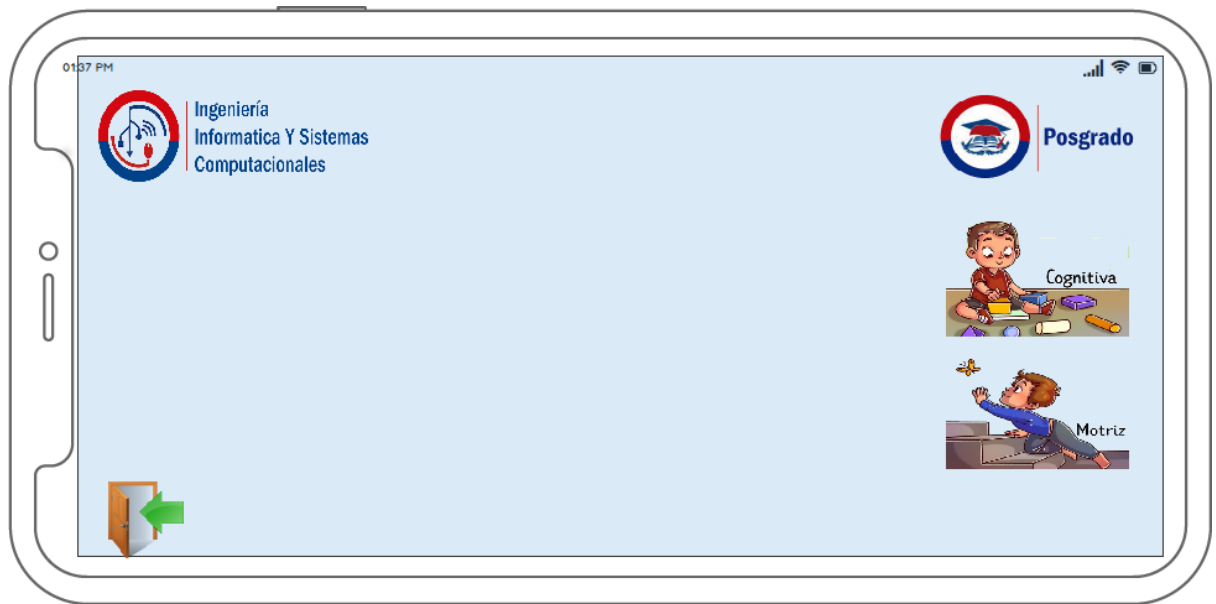 01:37 PM
Ingeniería
Informatica Y Sistemas
Computacionales
Posgrado
Cognitiva
Motriz